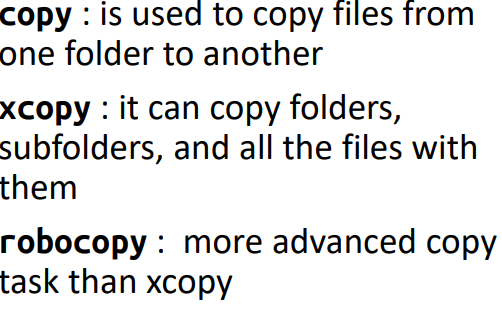 copy : is used to copy files from
one folder to another
xcopy : it can copy folders,
subfolders, and all the files with
them
robocopy :  more advanced copy
task than xcopy